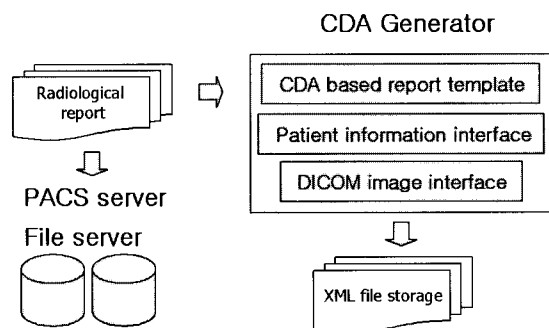 CDA Generator
Radiological
report
CDA based report template
Patient information interface
DICOM image interface
PACS server
File server
XML file storage